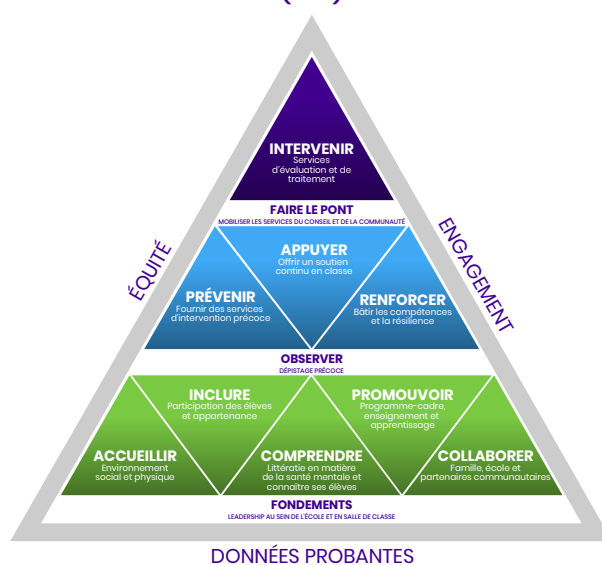 INTERVENIR
Services
d'évaluation et de
traitement
FAIRE LE PONT
MOBILISER LES SERVICES DU CONSEIL ET DE LA COMMUNAUTÉ
ÉQUITÉ
ENGAGEMENT
APPUYER
Offrir un soutien
continu en classe
PRÉVENIR
Fournir des services
d'intervention précoce
RENFORCER
Bâtir les compétences
et la résilience
OBSERVER
DÉPISTAGE PRÉCOCE
INCLURE
Participation des élèves
et appartenance
PROMOUVOIR
Programme-cadre,
enseignement et
apprentissage
ACCUEILLIR
Environnement
social et physique
COMPRENDRE
Littératie en matière
de la santé mentale et
connaître ses élèves
COLLABORER
Famille, école et
partenaires communautaires
FONDEMENTS
LEADERSHIP AU SEIN DE L'ÉCOLE ET EN SALLE DE CLASSE
DONNÉES PROBANTES